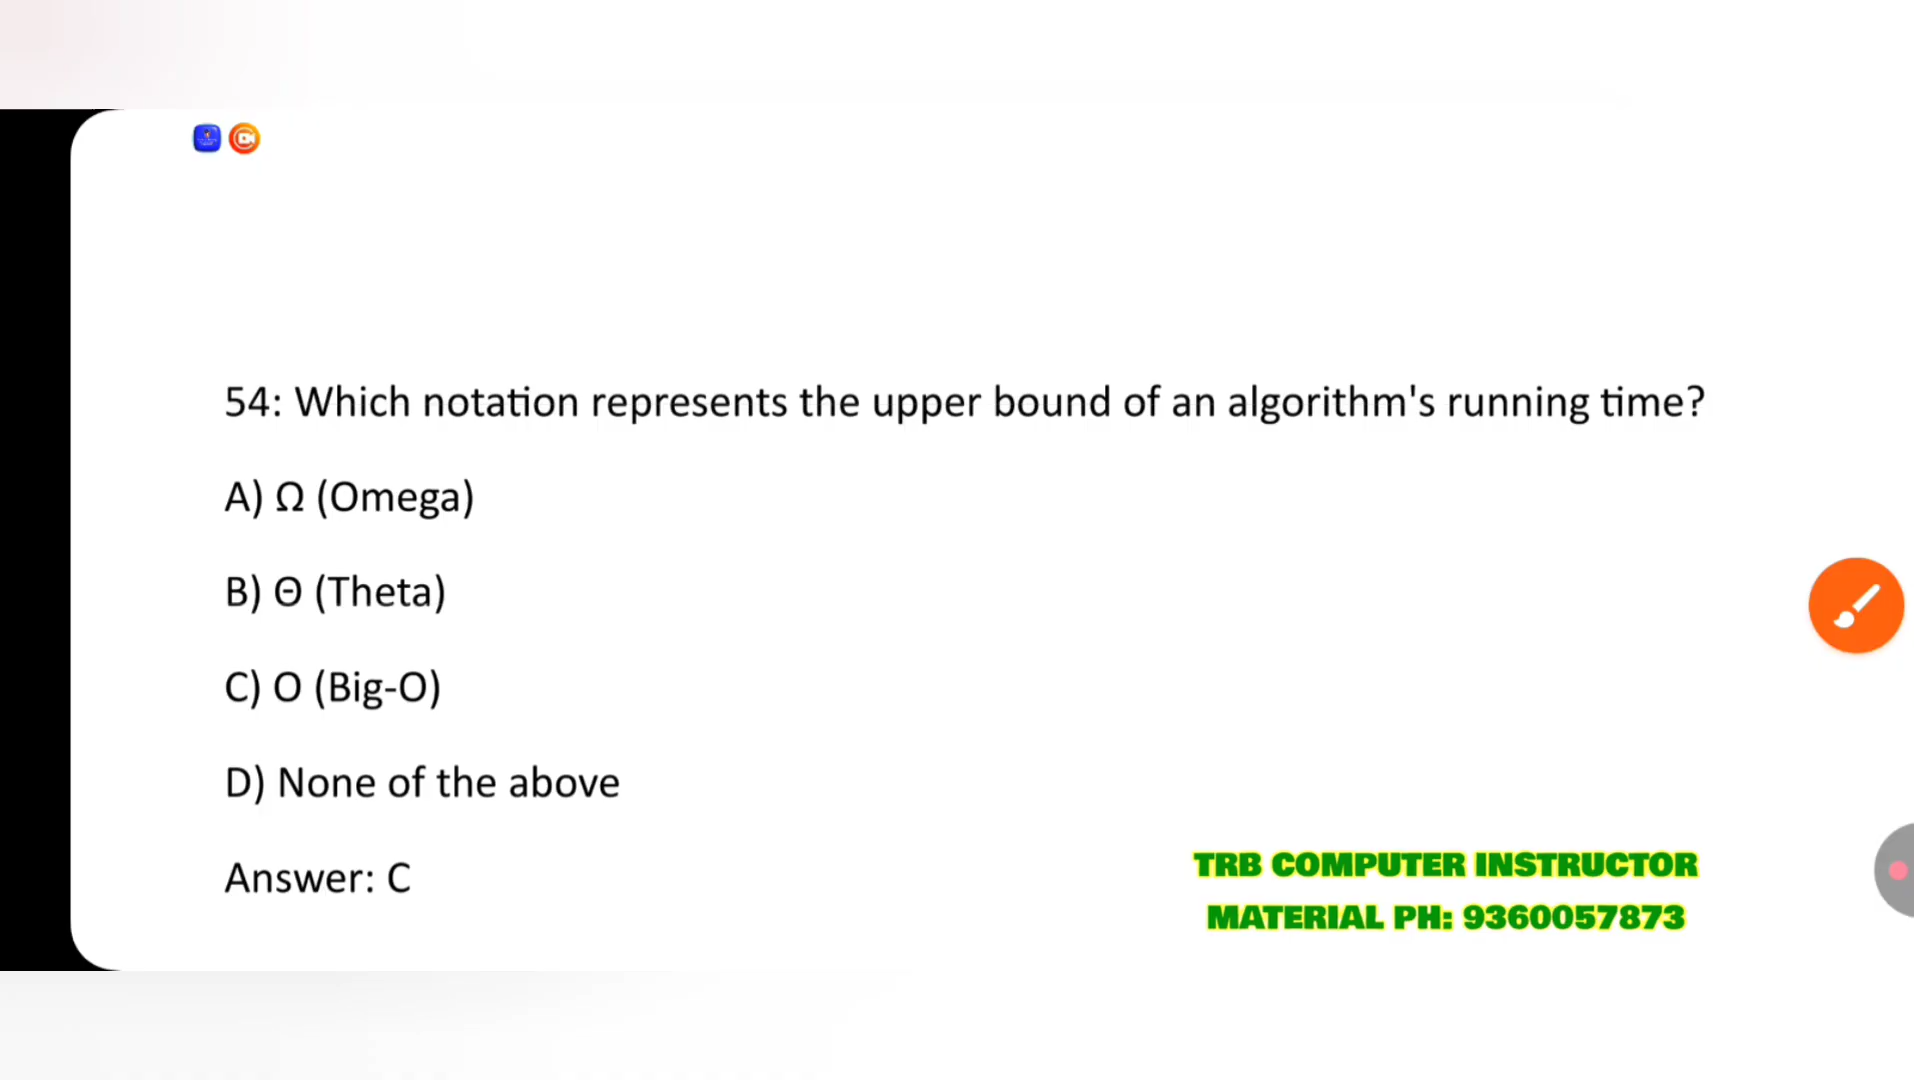 54: Which notation represents the upper bound of an algorithm's running time?
A) Ω (Omega)
B) Θ (Theta)
C) O (Big-O)
D) None of the above
Answer: C
TRB COMPUTER INSTRUCTOR
MATERIAL PH: 9360057873